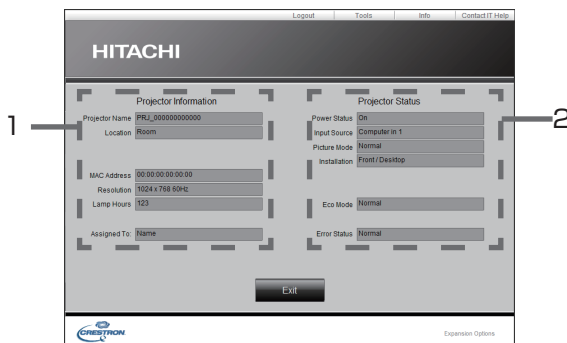 Logout Tools Info Contact IT Help
HITACHI
1
Projector Information
Projector Name PRJ_000000000000
Location Room
MAC Address 00:00:00:00:00:00
Resolution 1024 x 768 60Hz
Lamp Hours 123
Assigned To: Name
2
Projector Status
Power Status On
Input Source Computer in 1
Picture Mode Normal
Installation Front / Desktop
Eco Mode Normal
Error Status Normal
Exit
CRESTRON
Expansion Options